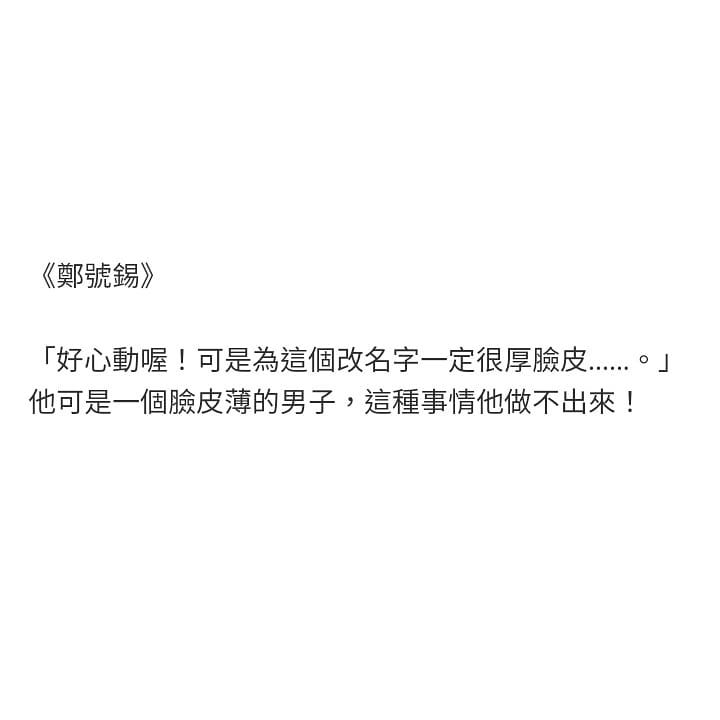 《鄭號錫》
「好心動喔！可是為這個改名字一定很厚臉皮......。」
他可是一個臉皮薄的男子，這種事情他做不出來！